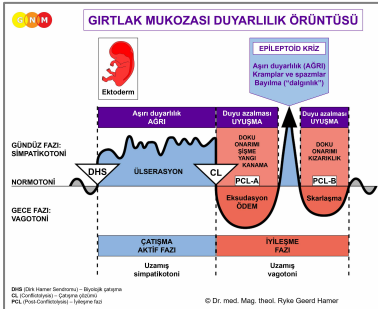 GNM
GIRTLAK MUKOZASI DUYARLILIK ÖRÜNTÜSÜ
Ektoderm
EPİLEPTOİD KRİZ
Aşırı duyarlılık (AĞRI)
Kramplar ve spazmlar
Bayılma ("dalgınlık")
Aşırı duyarlılık
AĞRI
Duyu azalması
UYUŞMA
Duyu azalması
UYUŞMA
GÜNDÜZ FAZI:
SİMPATİKOTONİ
DHS
ÜLSERASYON
CL
DOKU
ONARIMI
ŞİŞME
YANGI
KANAMA
PCL-A
DOKU
ONARIMI
KIZARIKLIK
PCL-B
NORMOTONİ
Eksudasyon
ÖDEM
Skarlaşma
GECE FAZI:
VAGOTONİ
ÇATIŞMA
AKTİF FAZI
İYİLEŞME
FAZI
Uzamış
simpatikotoni
Uzamış
vagotoni
DHS (Dirk Hamer Sendromu) – Biyolojik çatışma
CL (Conflictolysis) – Çatışma çözümü
PCL (Post-Conflictolysis) – İyileşme fazı
© Dr. med. Mag. theol. Ryke Geerd Hamer